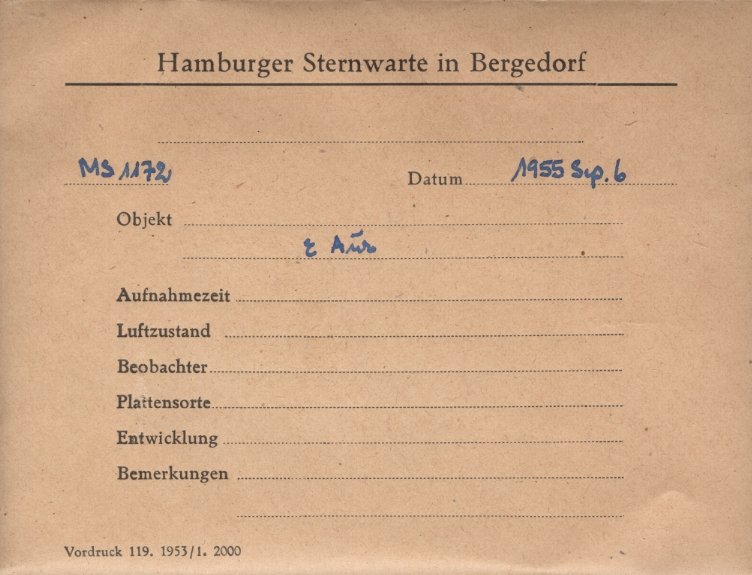 Hamburger Sternwarte in Bergedorf
MS 1172 Datum 1955 Sep. 6
Objekt
ε Aur
Aufnahmezeit
Luftzustand
Beobachter
Plattensorte
Entwicklung
Bemerkungen
Vordruck 119. 1953/1. 2000